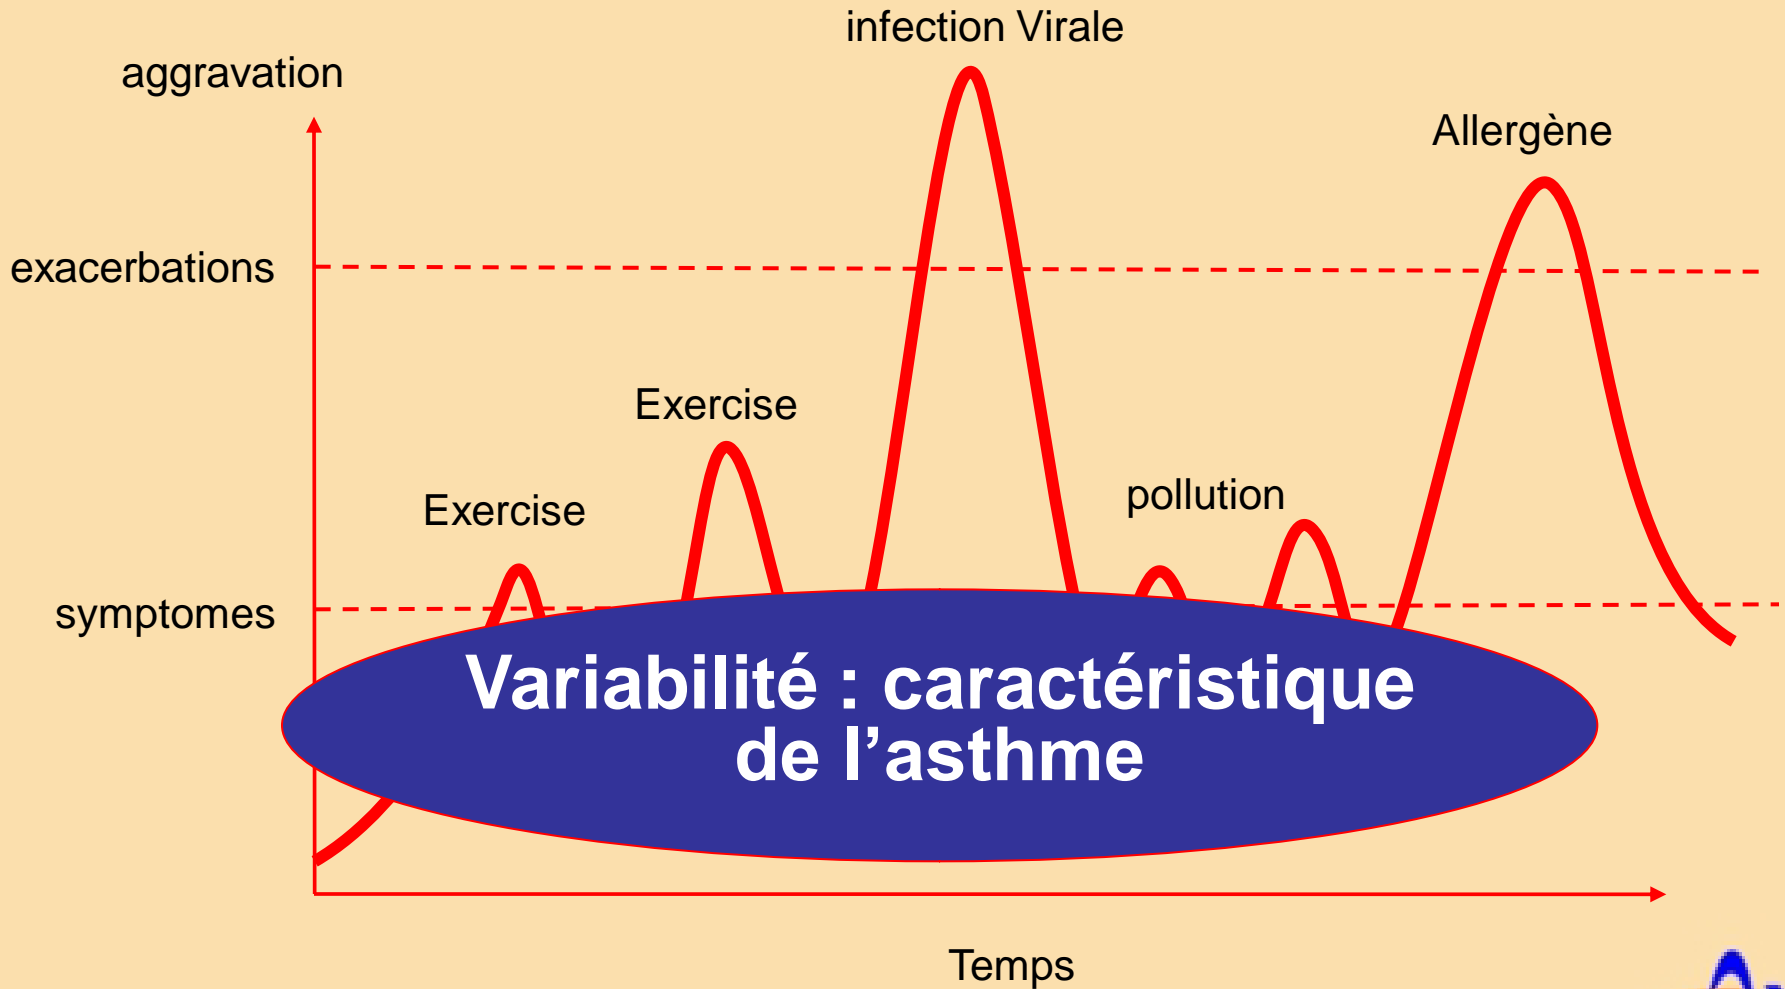 infection Virale
aggravation
Allergène
exacerbations
Exercise
pollution
Exercise
symptomes
Variabilité : caractéristique
de l’asthme
Temps